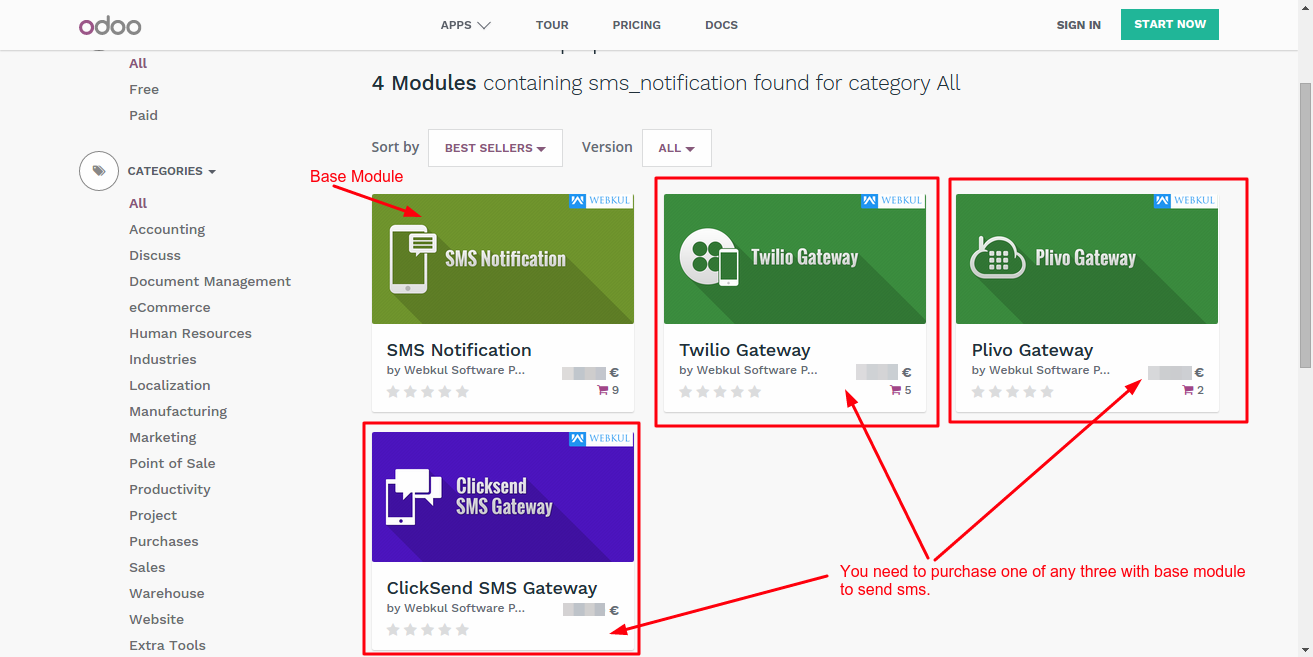 odoo
APPS
TOUR
PRICING
DOCS
SIGN IN
START NOW
All
Free
Paid
CATEGORIES
All
Accounting
Discuss
Document Management
eCommerce
Human Resources
Industries
Localization
Manufacturing
Marketing
Point of Sale
Productivity
Project
Purchases
Sales
Warehouse
Website
Extra Tools
4 Modules containing sms_notification found for category All
Sort by BEST SELLERS Version ALL
Base Module
WEBKUL
SMS Notification
SMS Notification
by Webkul Software P...
€
9
WEBKUL
Twilio Gateway
Twilio Gateway
by Webkul Software P...
€
5
WEBKUL
Plivo Gateway
Plivo Gateway
by Webkul Software P...
€
2
WEBKUL
Clicksend
SMS Gateway
ClickSend SMS Gateway
by Webkul Software P...
€
You need to purchase one of any three with base module
to send sms.